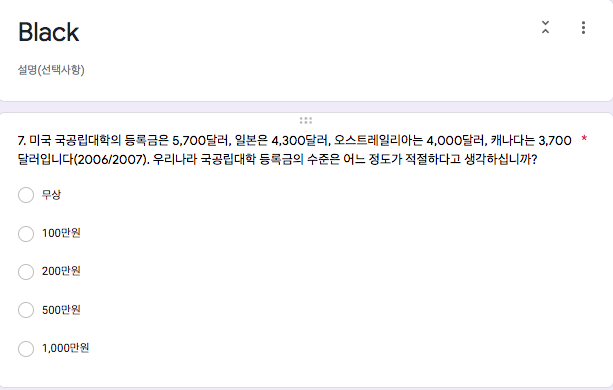 Black
설명(선택사항)
7. 미국 국공립대학의 등록금은 5,700달러, 일본은 4,300달러, 오스트레일리아는 4,000달러, 캐나다는 3,700 *
달러입니다(2006/2007). 우리나라 국공립대학 등록금의 수준은 어느 정도가 적절하다고 생각하십니까?
무상
100만원
200만원
500만원
1,000만원